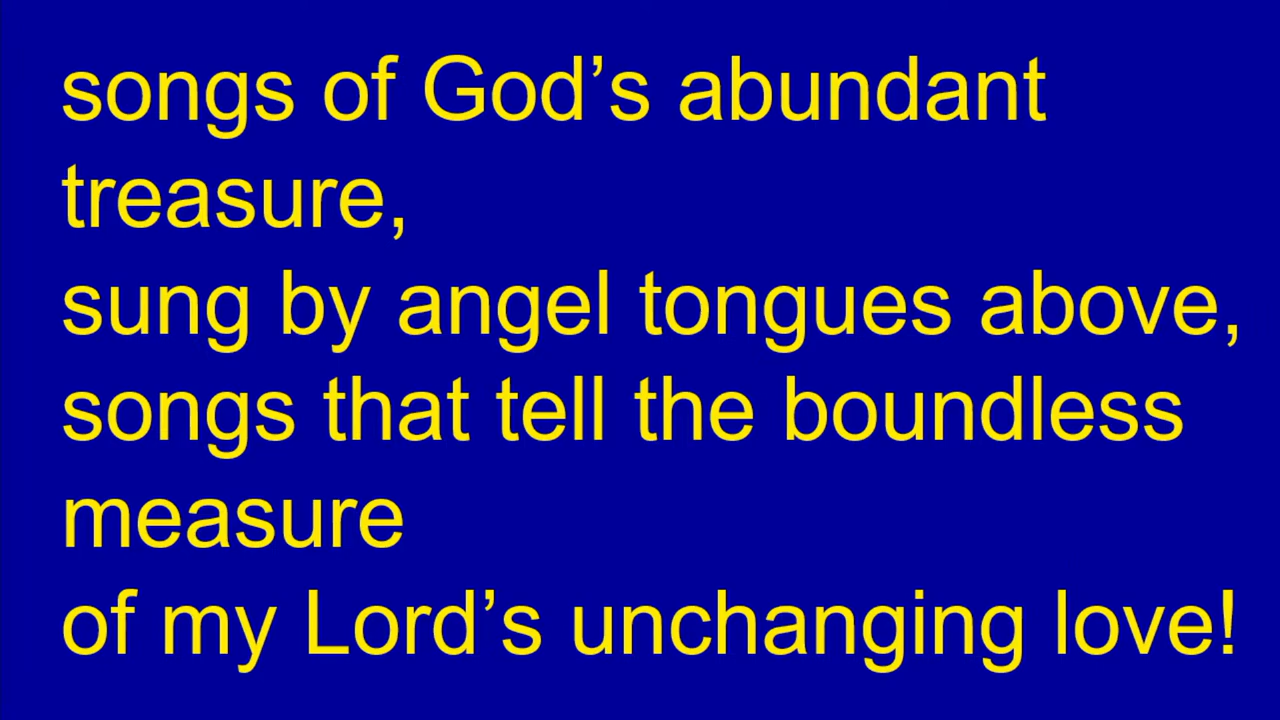 songs of God’s abundant
treasure,
sung by angel tongues above,
songs that tell the boundless
measure
of my Lord’s unchanging love!